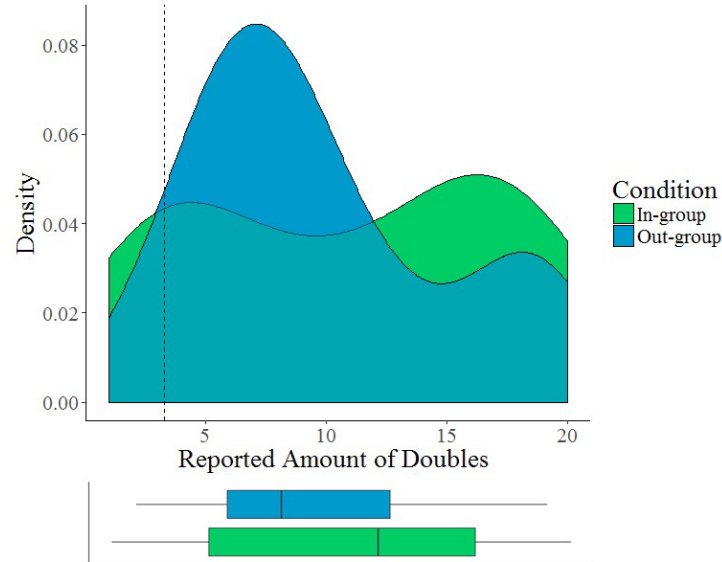 0.08
0.06
0.04
0.02
0.00
Density
5 10 15 20
Reported Amount of Doubles
Condition
In-group
Out-group